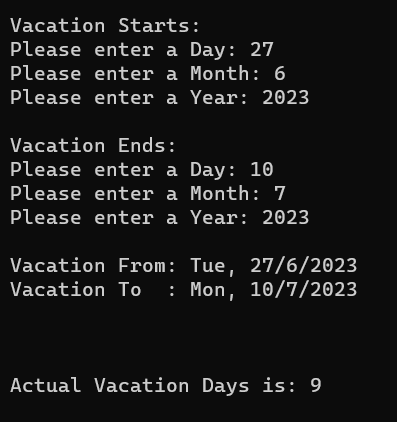 Vacation Starts:
Please enter a Day: 27
Please enter a Month: 6
Please enter a Year: 2023
Vacation Ends:
Please enter a Day: 10
Please enter a Month: 7
Please enter a Year: 2023
Vacation From: Tue, 27/6/2023
Vacation To  : Mon, 10/7/2023
Actual Vacation Days is: 9